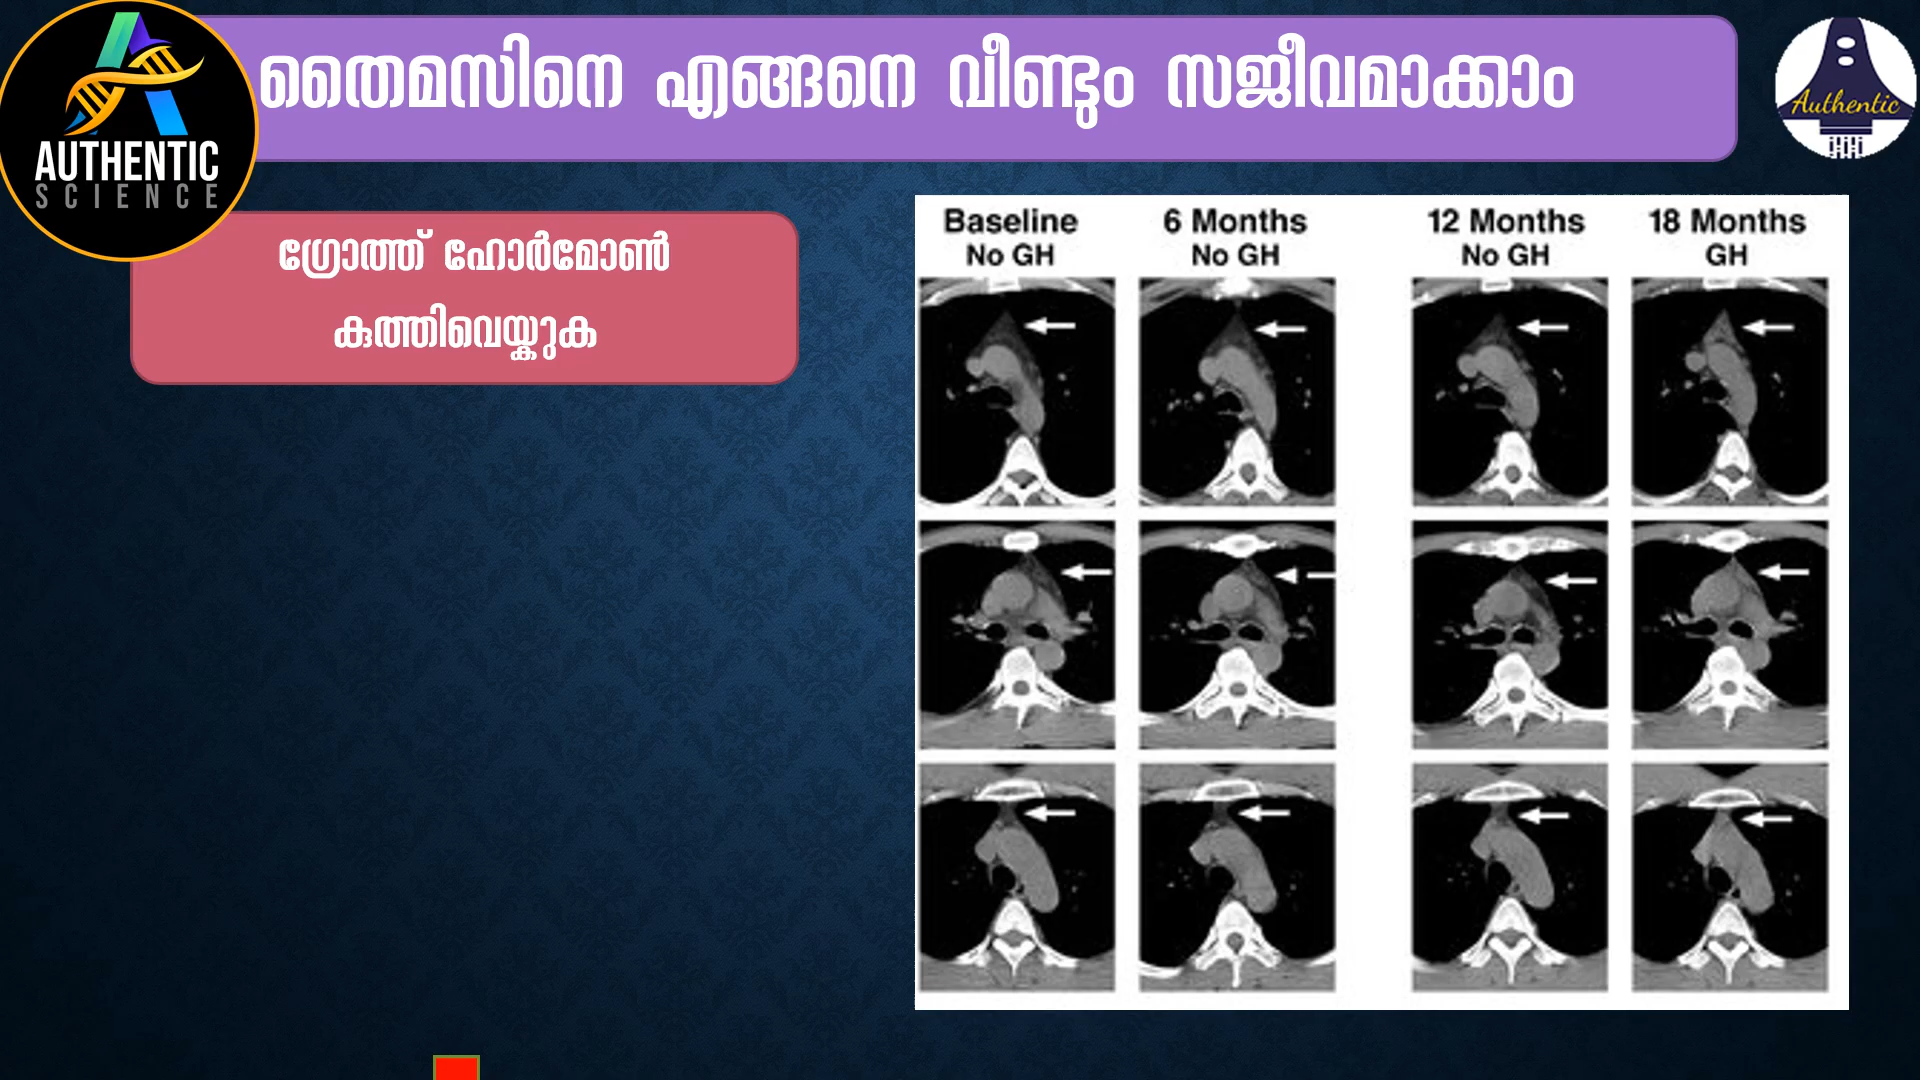 തൈമസിനെ എങ്ങനെ വീണ്ടും സജീവമാക്കാം
AUTHENTIC
SCIENCE
Authentic
ഗ്രോത്ത് ഹോർമോൺ
കുത്തിവെയ്കുക
Baseline 6 Months 12 Months 18 Months
No GH No GH No GH GH